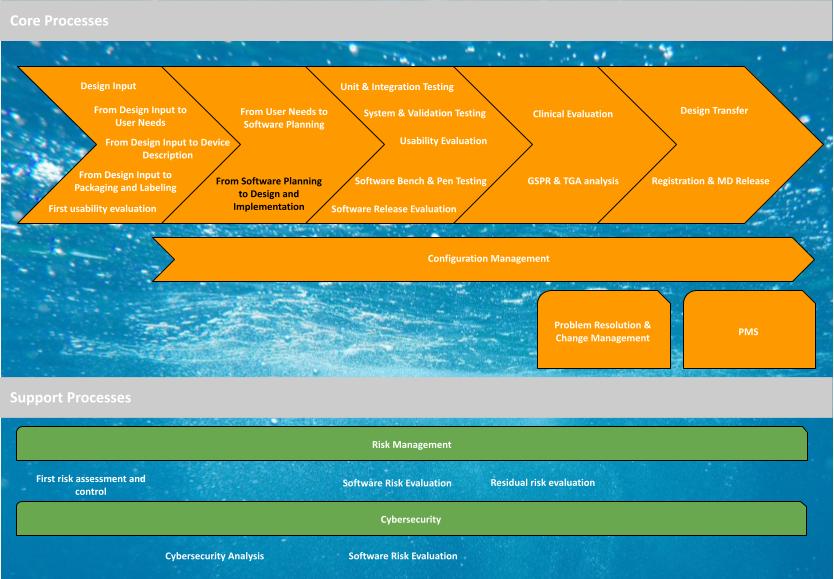 Core Processes
Design Input
From Design Input to
User Needs
From Design Input to Device
Description
From Design Input to
Packaging and Labeling
First usability evaluation
From User Needs to
Software Planning
From Software Planning
to Design and
Implementation
Unit & Integration Testing
System & Validation Testing
Usability Evaluation
Software Bench & Pen Testing
Software Release Evaluation
Clinical Evaluation
GSPR & TGA analysis
Design Transfer
Registration & MD Release
Configuration Management
Problem Resolution &
Change Management
PMS
Support Processes
Risk Management
First risk assessment and
control
Software Risk Evaluation
Residual risk evaluation
Cybersecurity
Cybersecurity Analysis
Software Risk Evaluation